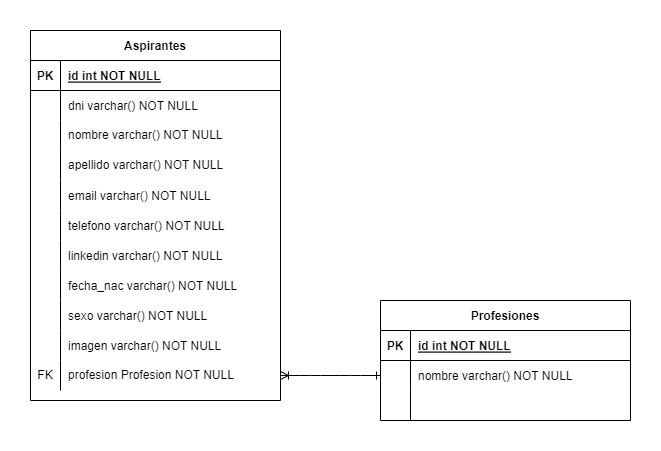 Aspirantes
PK id int NOT NULL
dni varchar() NOT NULL
nombre varchar() NOT NULL
apellido varchar() NOT NULL
email varchar() NOT NULL
telefono varchar() NOT NULL
linkedin varchar() NOT NULL
fecha_nac varchar() NOT NULL
sexo varchar() NOT NULL
imagen varchar() NOT NULL
FK profesion Profesion NOT NULL
Profesiones
PK id int NOT NULL
nombre varchar() NOT NULL